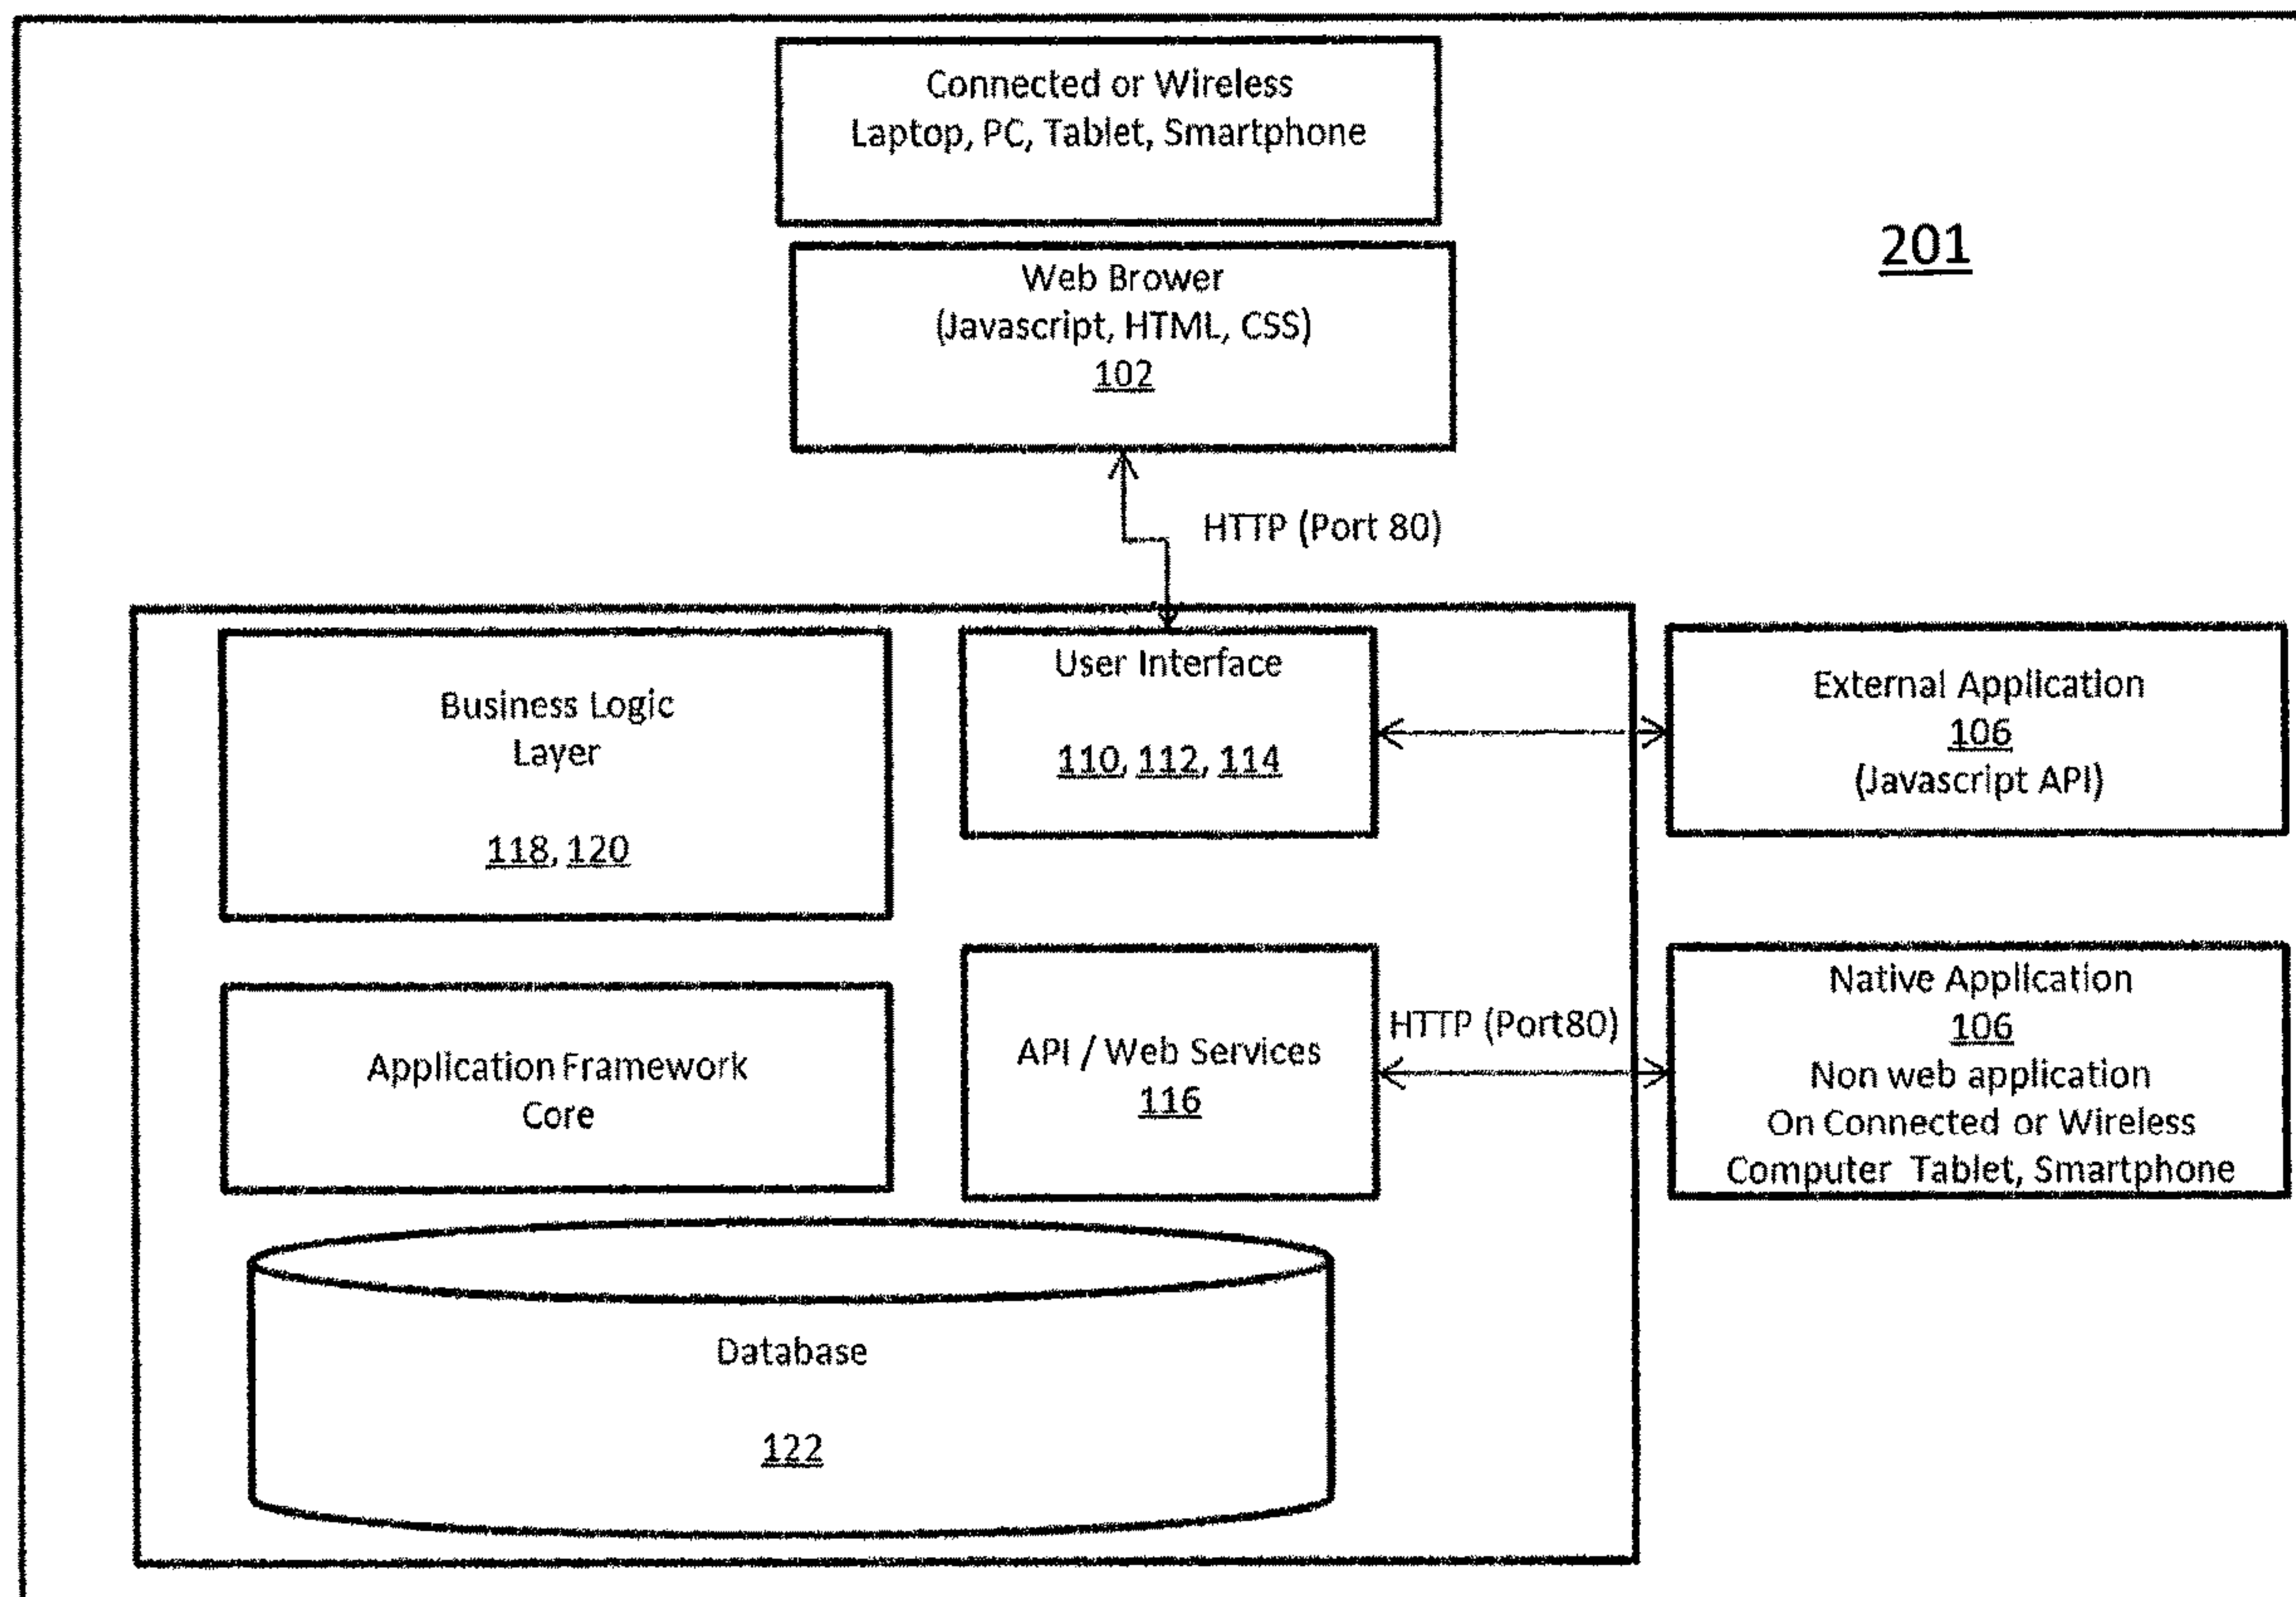 Connected or Wireless
Laptop, PC, Tablet, Smartphone
201
Web Brower
(Javascript, HTML, CSS)
102
HTTP (Port 80)
Business Logic
Layer
118, 120
User Interface
110, 112, 114
External Application
106
(Javascript API)
Application Framework
Core
API / Web Services
116
HTTP (Port80)
Native Application
106
Non web application
On Connected or Wireless
Computer Tablet, Smartphone
Database
122